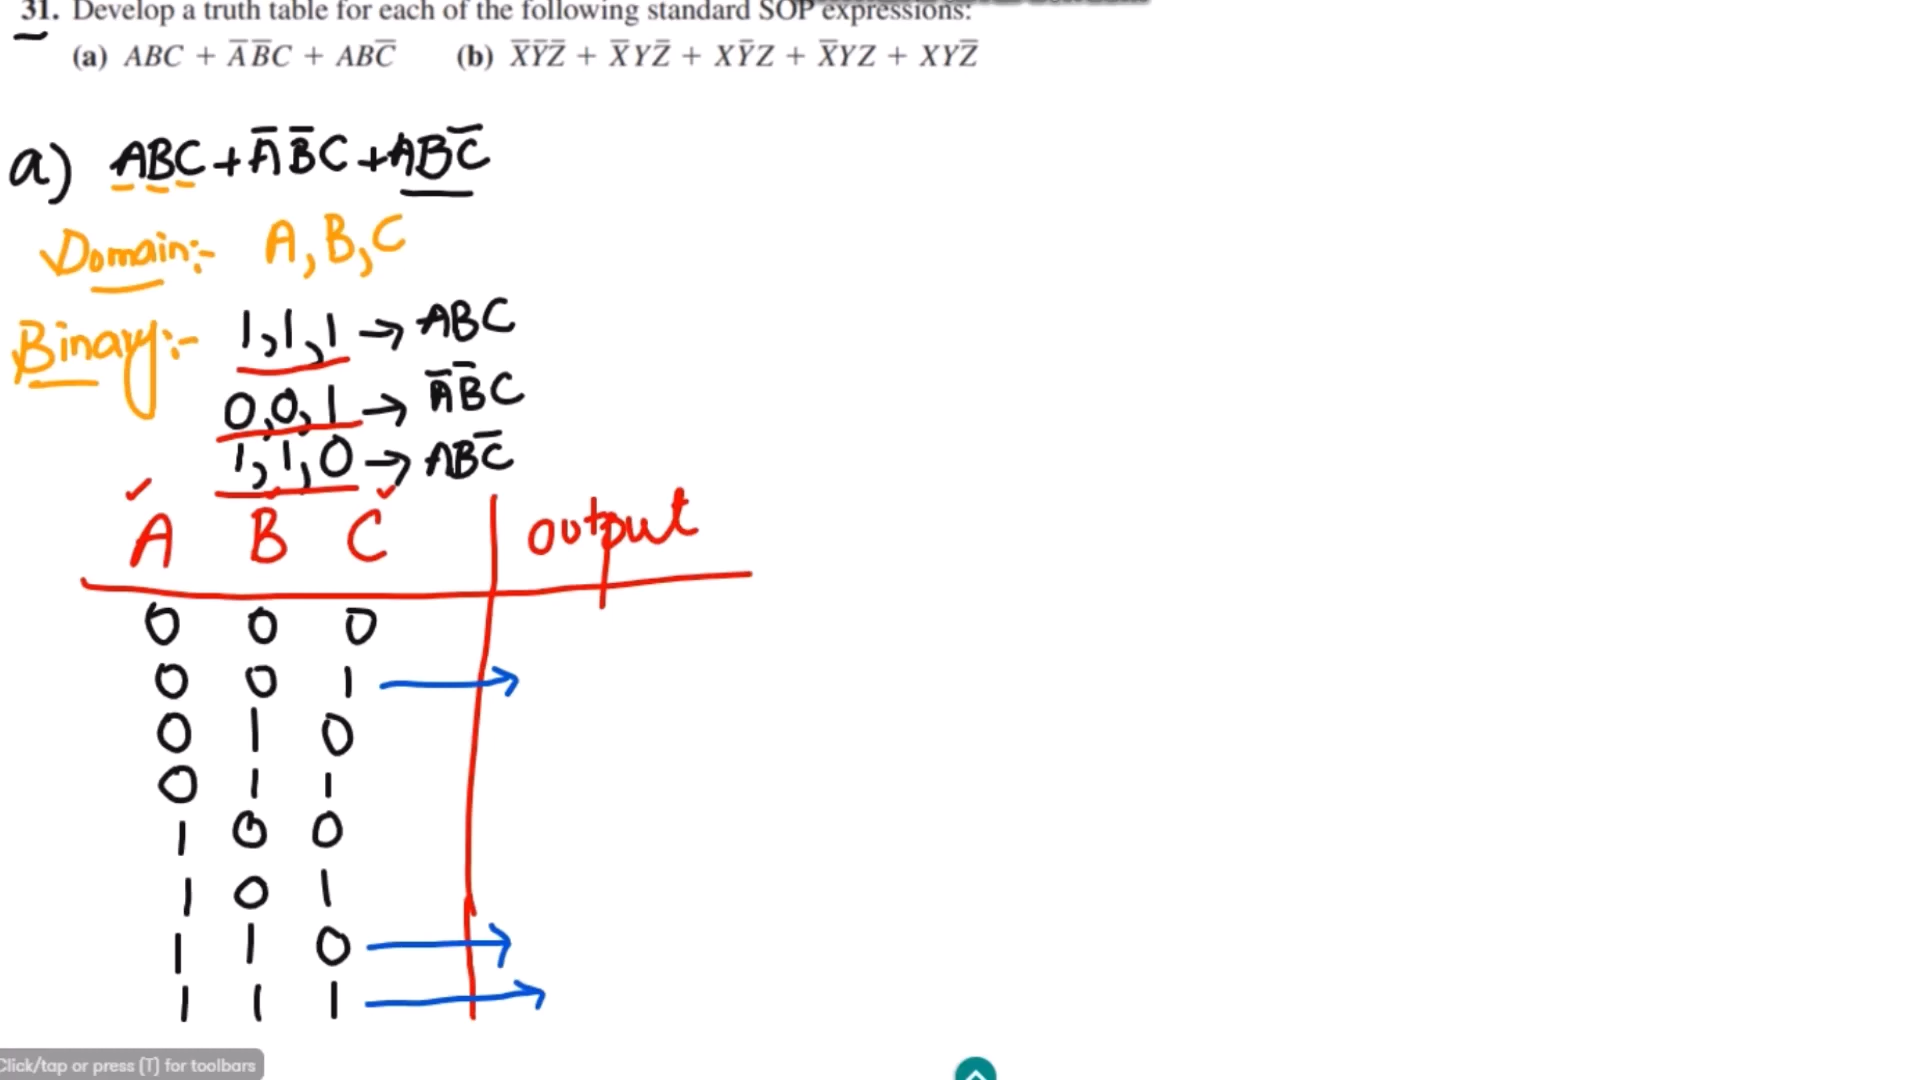 31. Develop a truth table for each of the following standard SOP expressions:
(a) ABC + A̅B̅C + ABC̅ (b) X̅Y̅Z̅ + X̅YZ̅ + XY̅Z + X̅YZ + XYZ̅
a) ABC + A̅ B̅ C + ABC̅
Domain:- A, B, C
Binary:- 1,1,1 → ABC
0,0,1 → A̅B̅C
1,1,0 → ABC̅
A B C output
0 0 0
0 0 1 →
0 1 0
0 1 1
1 0 0
1 0 1
1 1 0 →
1 1 1 →
Click/tap or press (T) for toolbars